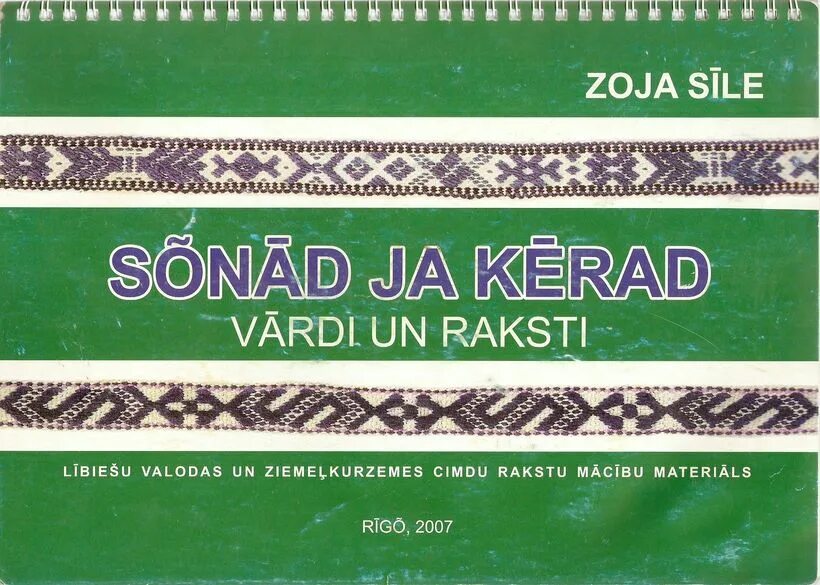 ZOJA SĪLE
SÕNĀD JA KĒRAD
VĀRDI UN RAKSTI
LĪBIEŠU VALODAS UN ZIEMEĻKURZEMES CIMDU RAKSTU MĀCĪBU MATERIĀLS
RĪGÕ, 2007